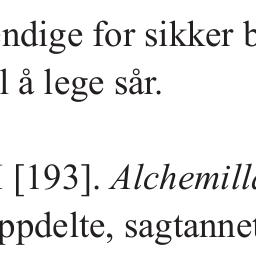 ndige for sikker b
l å lege sår.
[193]. Alchemilla
ppdelte, sagtannet